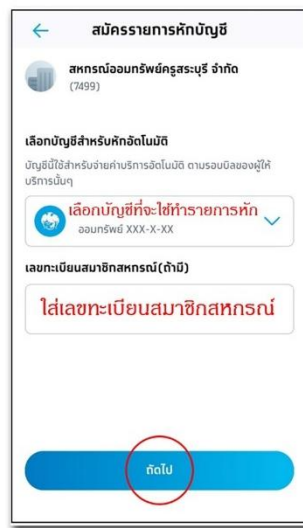 สมัครรายการหักบัญชี
สหกรณ์ออมทรัพย์ครูสระบุรี จำกัด
(7499)
เลือกบัญชีสำหรับหักอัตโนมัติ
บัญชีนี้ใช้สำหรับจ่ายค่าบริการอัตโนมัติ ตามรอบบิลของผู้ให้
บริการนั้นๆ
เลือกบัญชีที่จะใช้ทำรายการหัก
ออมทรัพย์ XXX-X-XX
เลขทะเบียนสมาชิกสหกรณ์(ถ้ามี)
ใส่เลขทะเบียนสมาชิกสหกรณ์
ถัดไป